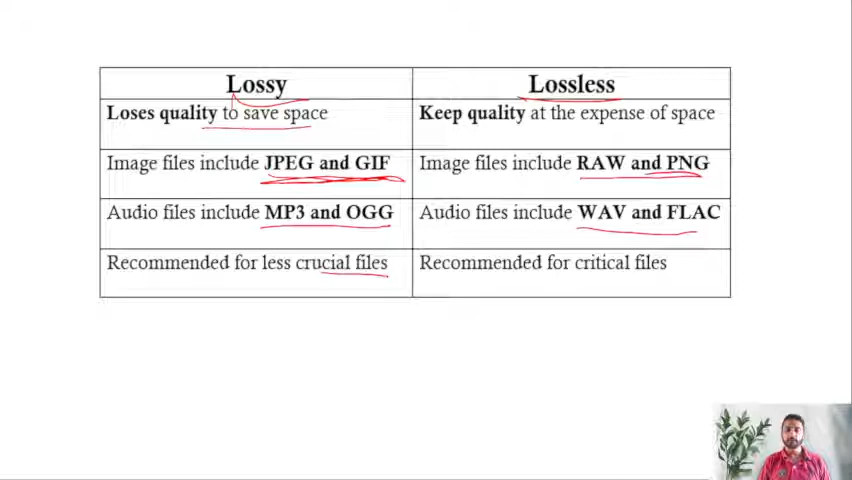 Lossy
Lossless
Loses quality to save space
Keep quality at the expense of space
Image files include JPEG and GIF
Image files include RAW and PNG
Audio files include MP3 and OGG
Audio files include WAV and FLAC
Recommended for less crucial files
Recommended for critical files